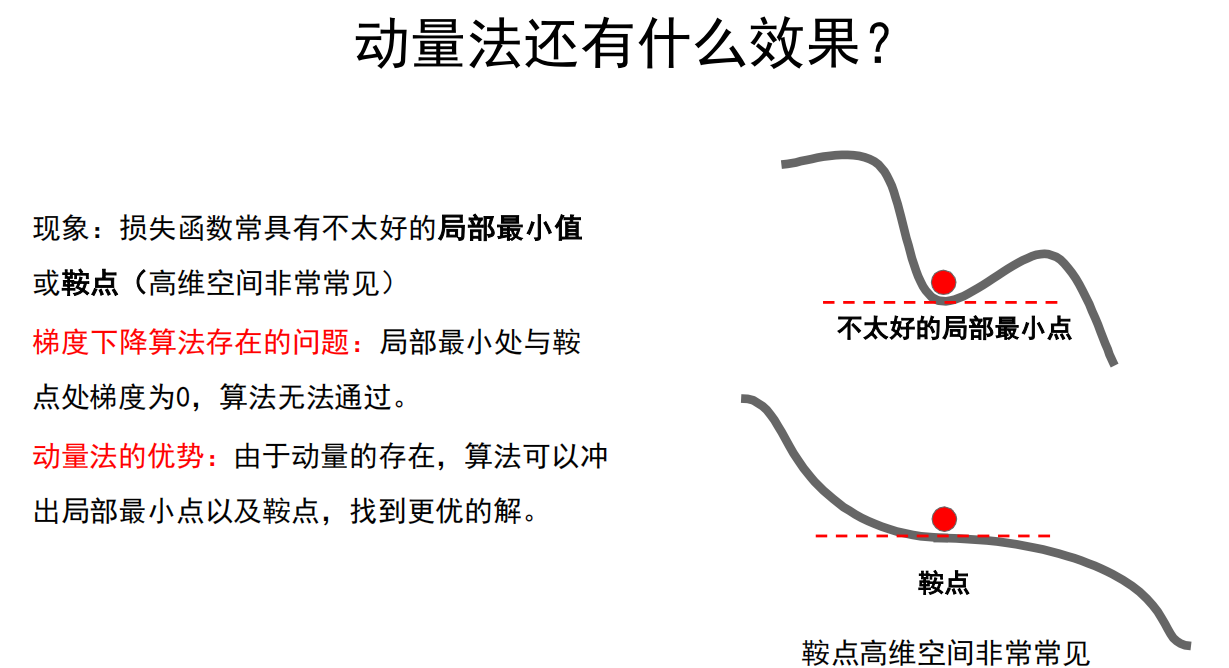 动量法还有什么效果?
现象：损失函数常具有不太好的局部最小值
或鞍点（高维空间非常常见）
梯度下降算法存在的问题：局部最小处与鞍
点处梯度为0，算法无法通过。
动量法的优势：由于动量的存在，算法可以冲
出局部最小点以及鞍点，找到更优的解。
不太好的局部最小点
鞍点
鞍点高维空间非常常见